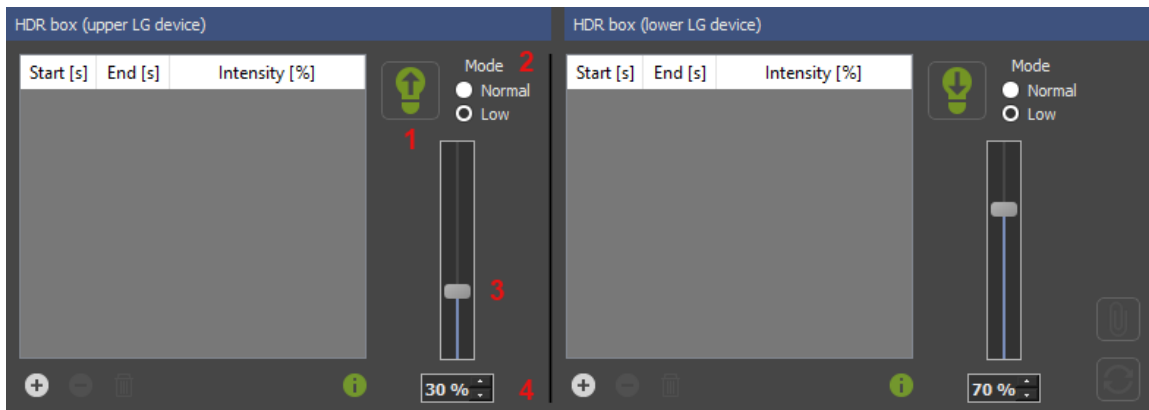 HDR box (upper LG device)
Start [s] End [s] Intensity [%]
1
Mode 2
Normal
Low
3
30 % 4
HDR box (lower LG device)
Start [s] End [s] Intensity [%]
Mode
Normal
Low
70 %